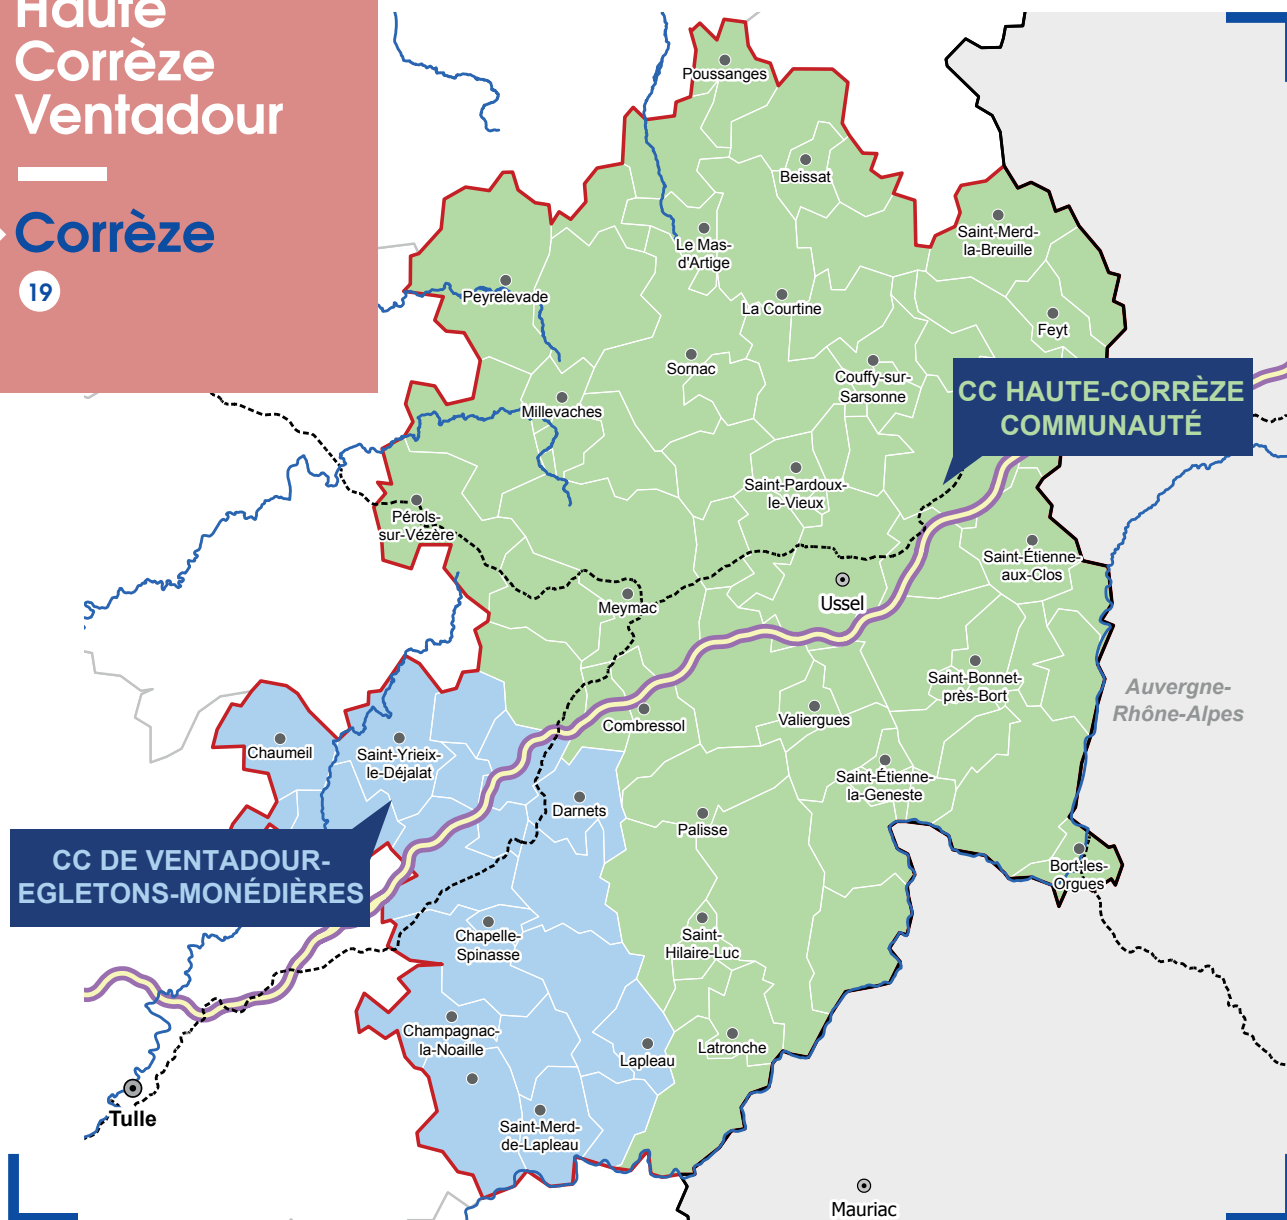 Haute
Corrèze
Ventadour
Corrèze
19
Poussanges
Beissat
Saint-Merd-
la-Breuille
Le Mas-
d'Artige
Peyrelevade
La Courtine
Feyt
Sornac
Couffy-sur-
Sarsonne
CC HAUTE-CORRÈZE
COMMUNAUTÉ
Millevaches
Saint-Pardoux-
le-Vieux
Pérols-
sur-Vézère
Saint-Étienne-
aux-Clos
Meymac
Ussel
Saint-Bonnet-
près-Bort
Auvergne-
Rhône-Alpes
Combressol
Valiergues
Chaumeil
Saint-Yrieix-
le-Déjalat
Saint-Étienne-
la-Geneste
Darnets
Palisse
CC DE VENTADOUR-
EGLETONS-MONÉDIÈRES
Bort-les-
Orgues
Chapelle-
Spinasse
Saint-
Hilaire-Luc
Champagnac-
la-Noaille
Lapleau
Latronche
Tulle
Saint-Merd-
de-Lapleau
Mauriac